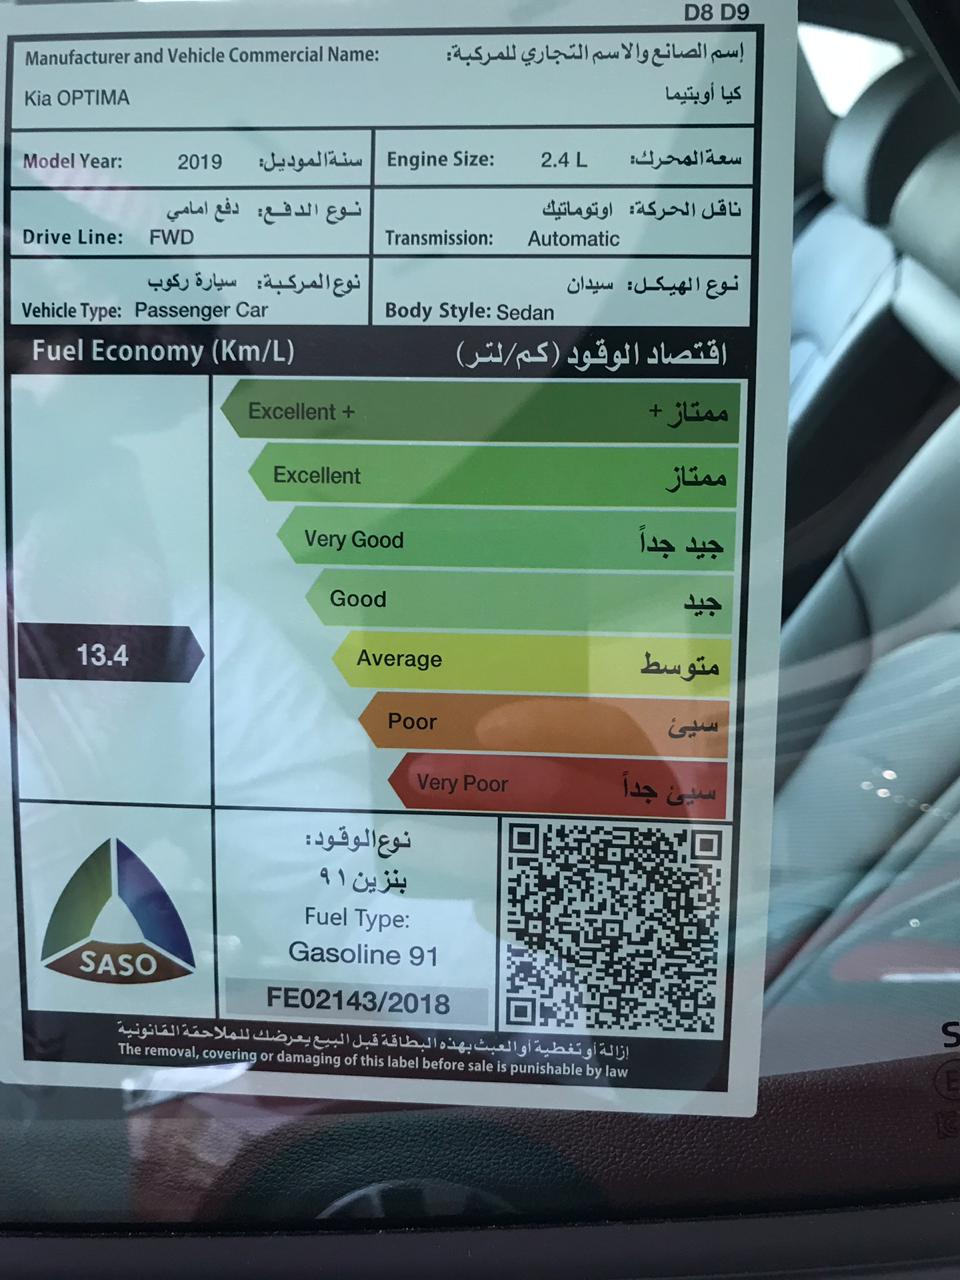 D8 D9
Manufacturer and Vehicle Commercial Name: إسم الصانع والاسم التجاري للمركبة:
Kia OPTIMA كيا أوبتيما
Model Year: 2019 سنة الموديل:
Engine Size: 2.4 L سعة المحرك:
نوع الدفع: دفع امامي
Drive Line: FWD
ناقل الحركة: اوتوماتيك
Transmission: Automatic
نوع المركبة: سيارة ركوب
Vehicle Type: Passenger Car
نوع الهيكل: سيدان
Body Style: Sedan
Fuel Economy (Km/L) اقتصاد الوقود (كم/لتر)
Excellent + ممتاز +
Excellent ممتاز
Very Good جيد جداً
Good جيد
13.4
Average متوسط
Poor سيئ
Very Poor سيئ جداً
SASO
نوع الوقود:
بنزين ٩١
Fuel Type:
Gasoline 91
FE02143/2018
إزالة أو تغطية أو العبث بهذه البطاقة قبل البيع يعرضك للملاحقة القانونية
The removal, covering or damaging of this label before sale is punishable by law